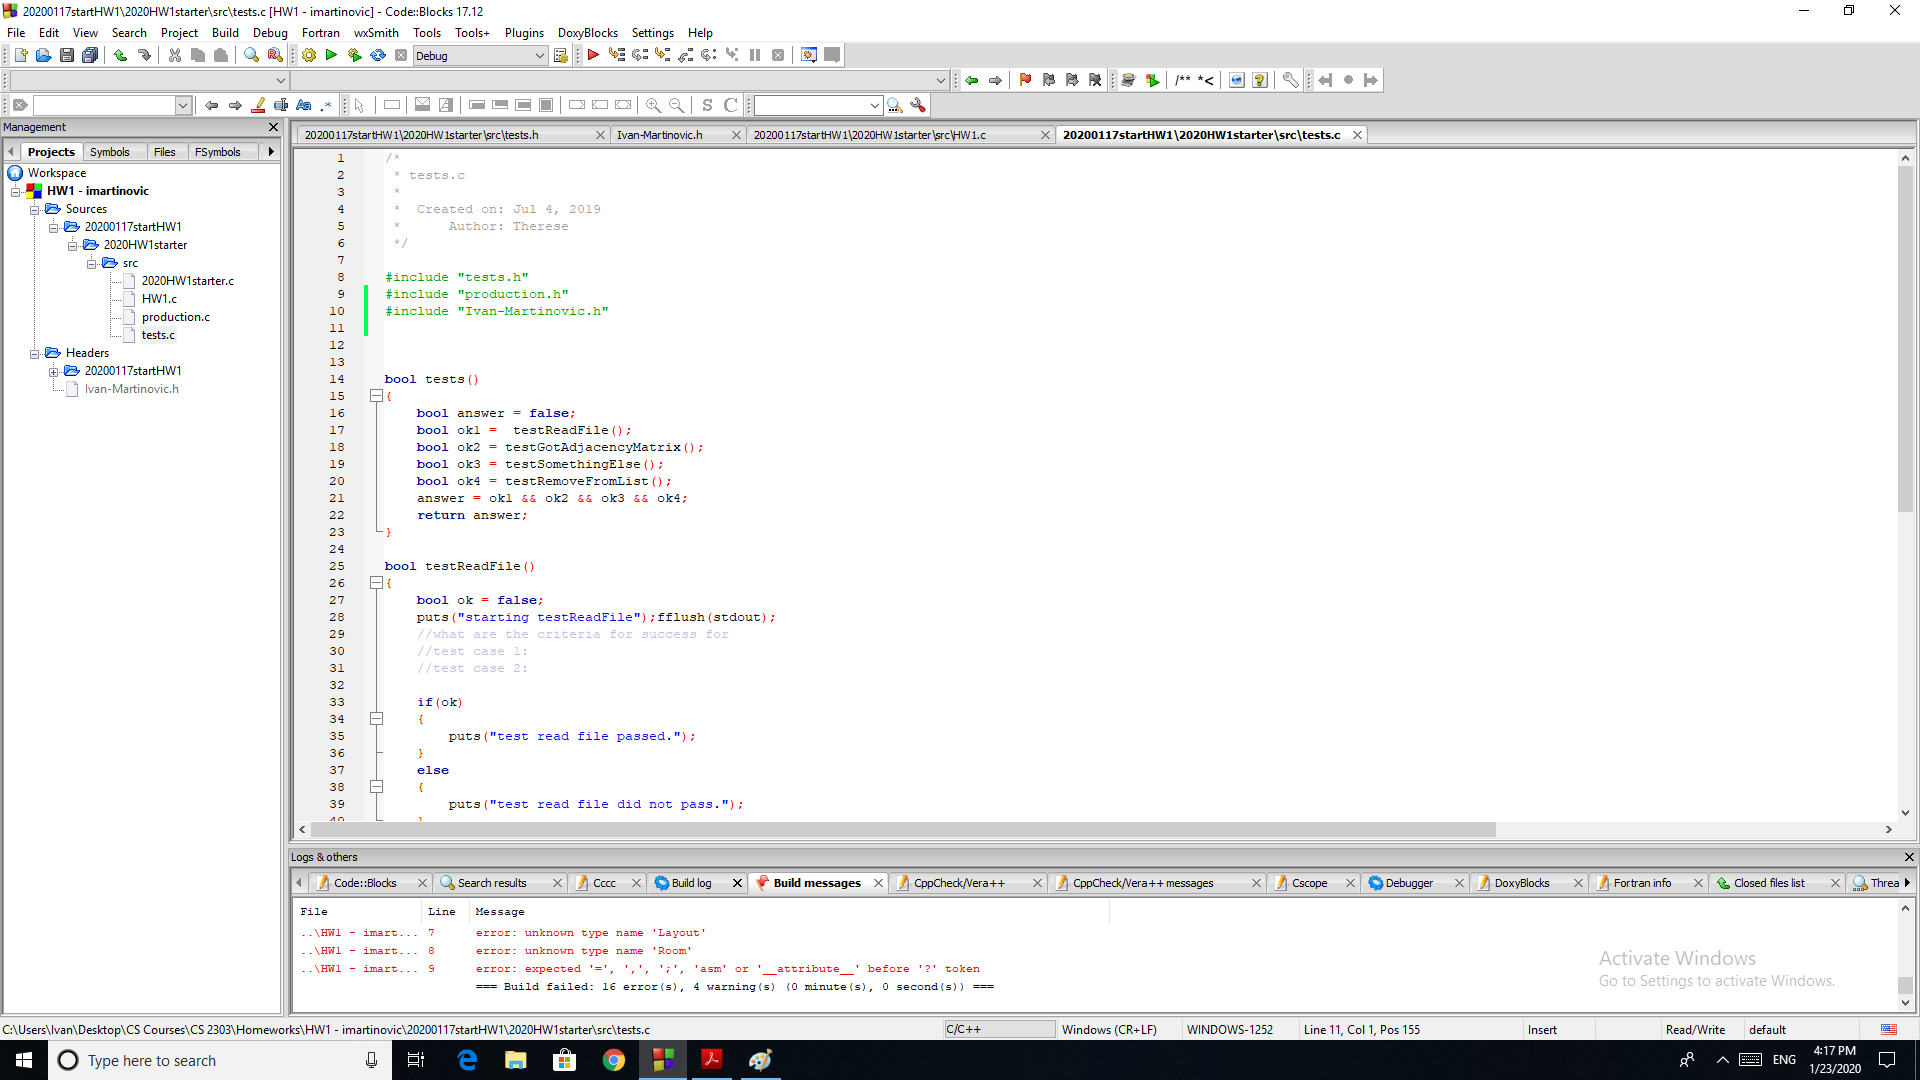 20200117startHW1\2020HW1starter\src\tests.c [HW1 - imartinovic] - Code::Blocks 17.12
File Edit View Search Project Build Debug Fortran wxSmith Tools Tools+ Plugins DoxyBlocks Settings Help
Debug
/** *<
Aa .* S C
Management
Projects Symbols Files FSymbols
Workspace
HW1 - imartinovic
Sources
20200117startHW1
2020HW1starter
src
2020HW1starter.c
HW1.c
production.c
tests.c
Headers
20200117startHW1
Ivan-Martinovic.h
20200117startHW1\2020HW1starter\src\tests.h Ivan-Martinovic.h 20200117startHW1\2020HW1starter\src\HW1.c 20200117startHW1\2020HW1starter\src\tests.c
1 /*
2 * tests.c
3 *
4 * Created on: Jul 4, 2019
5 * Author: Therese
6 */
7
8 #include "tests.h"
9 #include "production.h"
10 #include "Ivan-Martinovic.h"
11
12
13
14 bool tests()
15 {
16 bool answer = false;
17 bool ok1 = testReadFile();
18 bool ok2 = testGotAdjacencyMatrix();
19 bool ok3 = testSomethingElse();
20 bool ok4 = testRemoveFromList();
21 answer = ok1 && ok2 && ok3 && ok4;
22 return answer;
23 }
24
25 bool testReadFile()
26 {
27 bool ok = false;
28 puts("starting testReadFile");fflush(stdout);
29 //what are the criteria for success for
30 //test case 1:
31 //test case 2:
32
33 if(ok)
34 {
35 puts("test read file passed.");
36 }
37 else
38 {
39 puts("test read file did not pass.");
40 }
Logs & others
Code::Blocks Search results Cccc Build log Build messages CppCheck/Vera++ CppCheck/Vera++ messages Cscope Debugger DoxyBlocks Fortran info Closed files list Threa
File Line Message
..\HW1 - imart... 7 error: unknown type name 'Layout'
..\HW1 - imart... 8 error: unknown type name 'Room'
..\HW1 - imart... 9 error: expected '=', ',', ';', 'asm' or '__attribute__' before '?' token
=== Build failed: 16 error(s), 4 warning(s) (0 minute(s), 0 second(s)) ===
Activate Windows
Go to Settings to activate Windows.
C:\Users\Ivan\Desktop\CS Courses\CS 2303\Homeworks\HW1 - imartinovic\20200117startHW1\2020HW1starter\src\tests.c C/C++ Windows (CR+LF) WINDOWS-1252 Line 11, Col 1, Pos 155 Insert Read/Write default
Type here to search
ENG
4:17 PM
1/23/2020